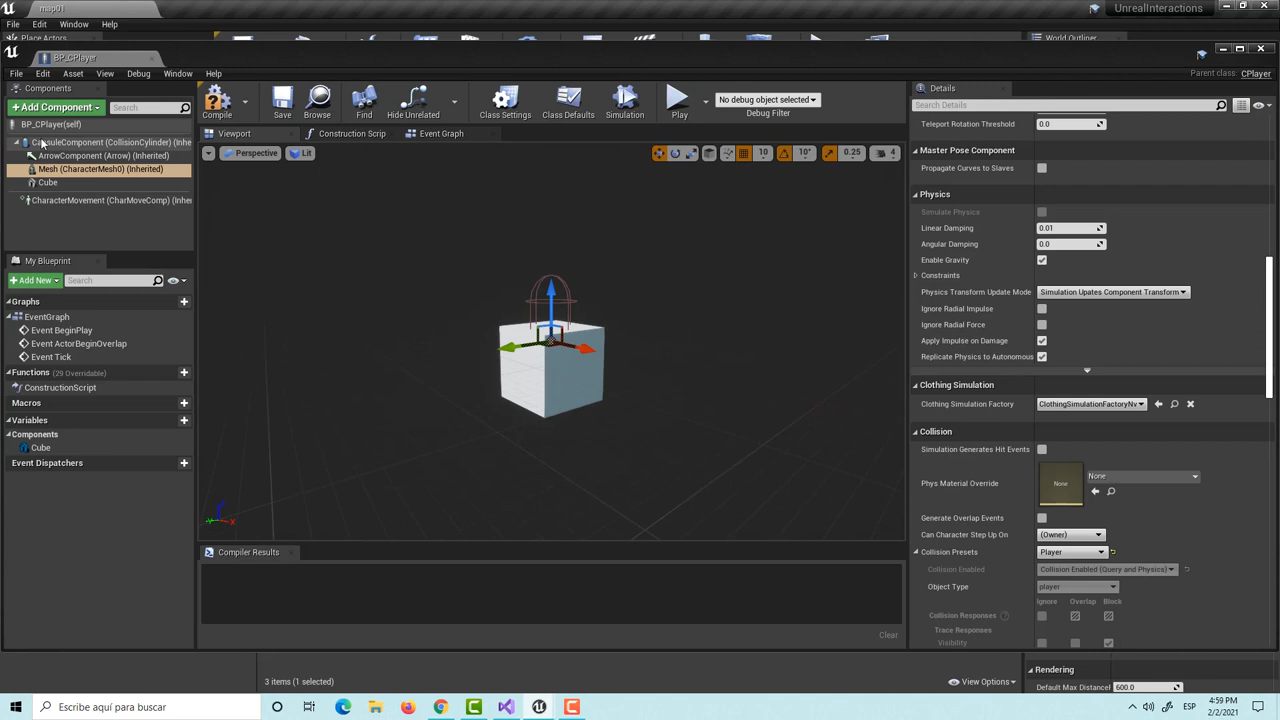 map01
UnrealInteractions
File Edit Window Help
Place Actors
World Outliner
BP_CPlayer
File Edit Asset View Debug Window Help
Parent class: CPlayer
Components
Details
+ Add Component
Search
Compile
Save
Browse
Find
Hide Unrelated
Class Settings
Class Defaults
Simulation
Play
No debug object selected
Debug Filter
Search Details
BP_CPlayer(self)
Viewport
Construction Scrip
Event Graph
CapsuleComponent (CollisionCylinder) (Inhe
ArrowComponent (Arrow) (Inherited)
Mesh (CharacterMesh0) (Inherited)
Cube
CharacterMovement (CharMoveComp) (Inhe
Perspective
Lit
10
10°
0.25
4
Teleport Rotation Threshold 0.0
Master Pose Component
Propagate Curves to Slaves
Physics
Simulate Physics
Linear Damping 0.01
Angular Damping 0.0
Enable Gravity
Constraints
Physics Transform Update Mode Simulation Upates Component Transform
Ignore Radial Impulse
Ignore Radial Force
Apply Impulse on Damage
Replicate Physics to Autonomous
Clothing Simulation
Clothing Simulation Factory ClothingSimulationFactoryNv
Collision
Simulation Generates Hit Events
Phys Material Override
None
None
Generate Overlap Events
Can Character Step Up On (Owner)
Collision Presets Player
Collision Enabled Collision Enabled (Query and Physics)
Object Type player
Ignore Overlap Block
Collision Responses
Trace Responses
Visibility
My Blueprint
+ Add New
Search
Graphs
EventGraph
Event BeginPlay
Event ActorBeginOverlap
Event Tick
Functions (29 Overridable)
ConstructionScript
Macros
Variables
Components
Cube
Event Dispatchers
Compiler Results
Clear
3 items (1 selected)
View Options
Rendering
Default Max Distancel 600.0
Escribe aquí para buscar
ESP
4:59 PM
2/2/2021